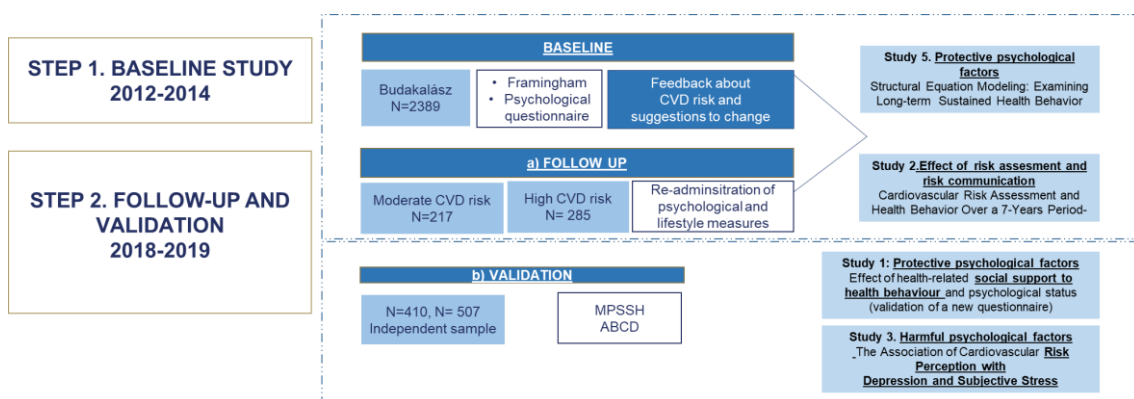 STEP 1. BASELINE STUDY
2012-2014
BASELINE
Budakalász
N=2389
• Framingham
• Psychological
questionnaire
Feedback about
CVD risk and
suggestions to change
Study 5. Protective psychological
factors
Structural Equation Modeling: Examining
Long-term Sustained Health Behavior
STEP 2. FOLLOW-UP AND
VALIDATION
2018-2019
a) FOLLOW UP
Moderate CVD risk
N=217
High CVD risk
N= 285
Re-adminsitration of
psychological and
lifestyle measures
Study 2.Effect of risk assesment and
risk communication
Cardiovascular Risk Assessment and
Health Behavior Over a 7-Years Period-
b) VALIDATION
N=410, N= 507
Independent sample
MPSSH
ABCD
Study 1: Protective psychological factors
Effect of health-related social support to
health behaviour and psychological status
(validation of a new questionnaire)
Study 3. Harmful psychological factors
The Association of Cardiovascular Risk
Perception with
Depression and Subjective Stress